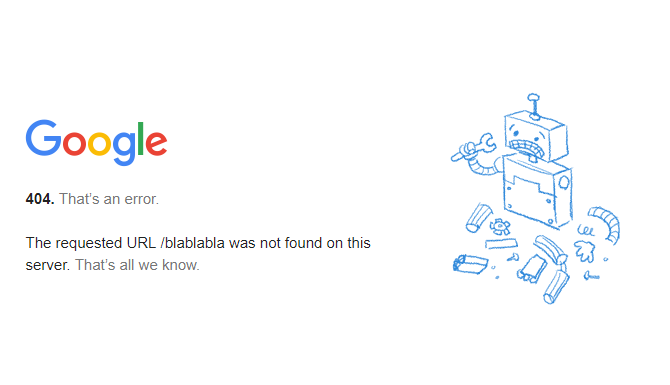 Google
404. That's an error.
The requested URL /blablabla was not found on this
server. That's all we know.